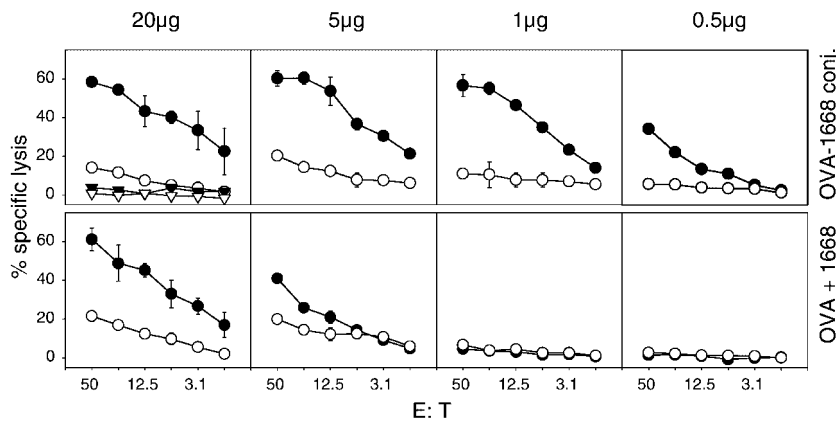 20µg 5µg 1µg 0.5µg
% specific lysis
60
40
20
0
OVA-1668 conj.
60
40
20
0
OVA + 1668
50 12.5 3.1 50 12.5 3.1 50 12.5 3.1 50 12.5 3.1
E: T